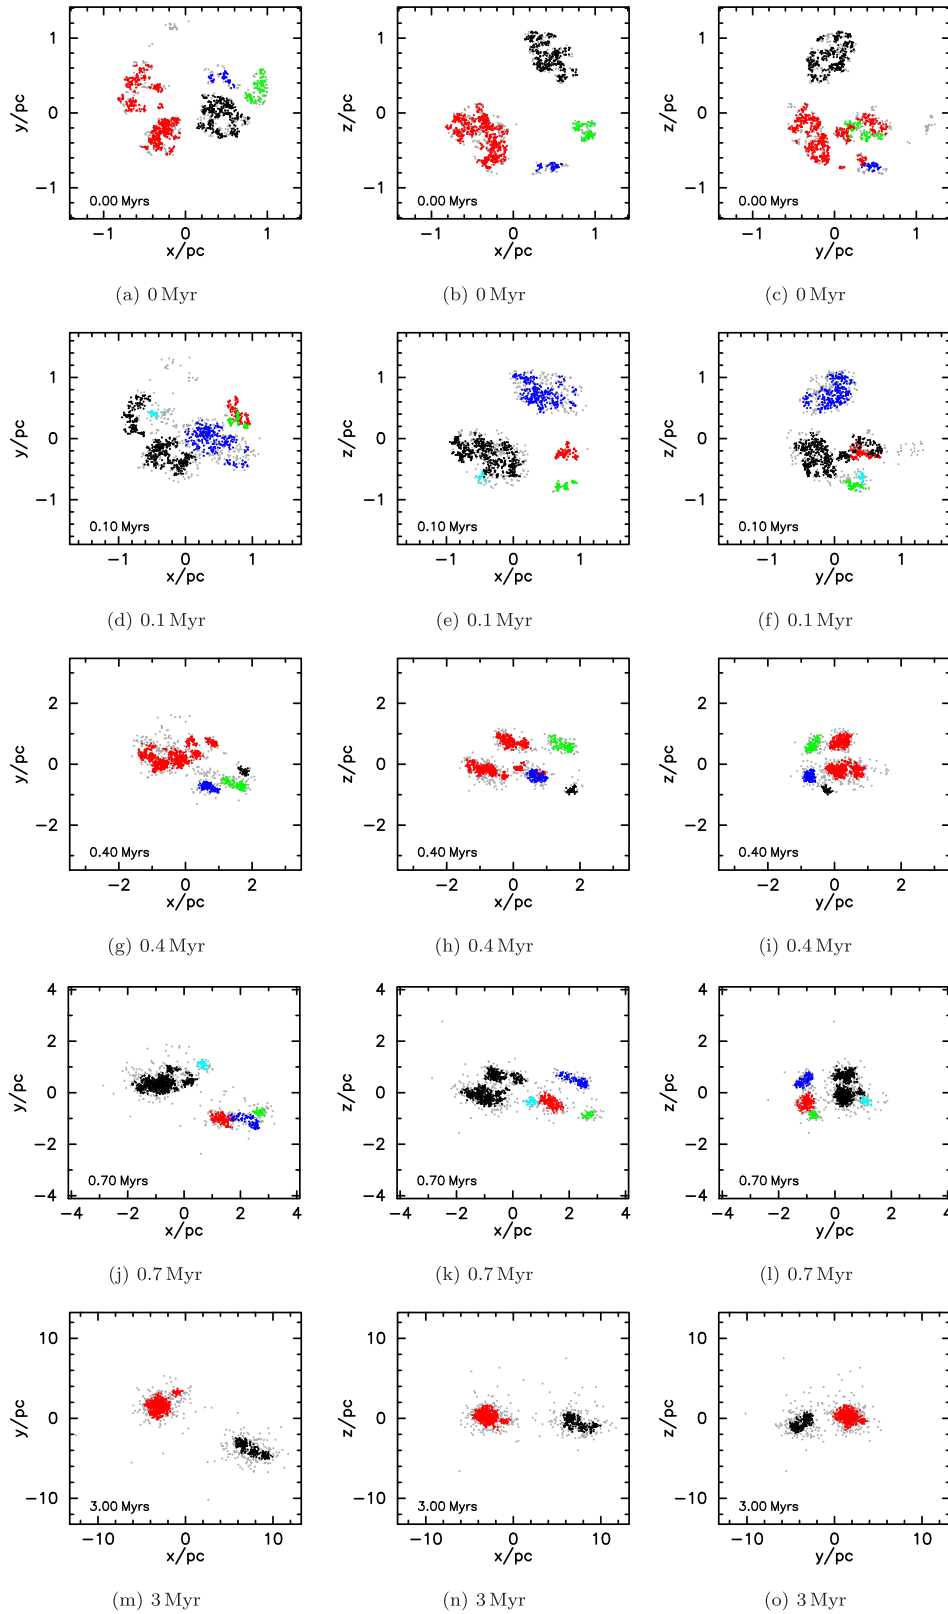 y/pc
1
0
−1
0.00 Myrs
−1 0 1
x/pc
z/pc
1
0
−1
0.00 Myrs
−1 0 1
x/pc
z/pc
1
0
−1
0.00 Myrs
−1 0 1
y/pc
(a) 0 Myr
(b) 0 Myr
(c) 0 Myr
y/pc
1
0
−1
0.10 Myrs
−1 0 1
x/pc
z/pc
1
0
−1
0.10 Myrs
−1 0 1
x/pc
z/pc
1
0
−1
0.10 Myrs
−1 0 1
y/pc
(d) 0.1 Myr
(e) 0.1 Myr
(f) 0.1 Myr
y/pc
2
0
−2
0.40 Myrs
−2 0 2
x/pc
z/pc
2
0
−2
0.40 Myrs
−2 0 2
x/pc
z/pc
2
0
−2
0.40 Myrs
−2 0 2
y/pc
(g) 0.4 Myr
(h) 0.4 Myr
(i) 0.4 Myr
y/pc
4
2
0
−2
−4
0.70 Myrs
−4 −2 0 2 4
x/pc
z/pc
4
2
0
−2
−4
0.70 Myrs
−4 −2 0 2 4
x/pc
z/pc
4
2
0
−2
−4
0.70 Myrs
−4 −2 0 2 4
y/pc
(j) 0.7 Myr
(k) 0.7 Myr
(l) 0.7 Myr
y/pc
10
0
−10
3.00 Myrs
−10 0 10
x/pc
z/pc
10
0
−10
3.00 Myrs
−10 0 10
x/pc
z/pc
10
0
−10
3.00 Myrs
−10 0 10
y/pc
(m) 3 Myr
(n) 3 Myr
(o) 3 Myr